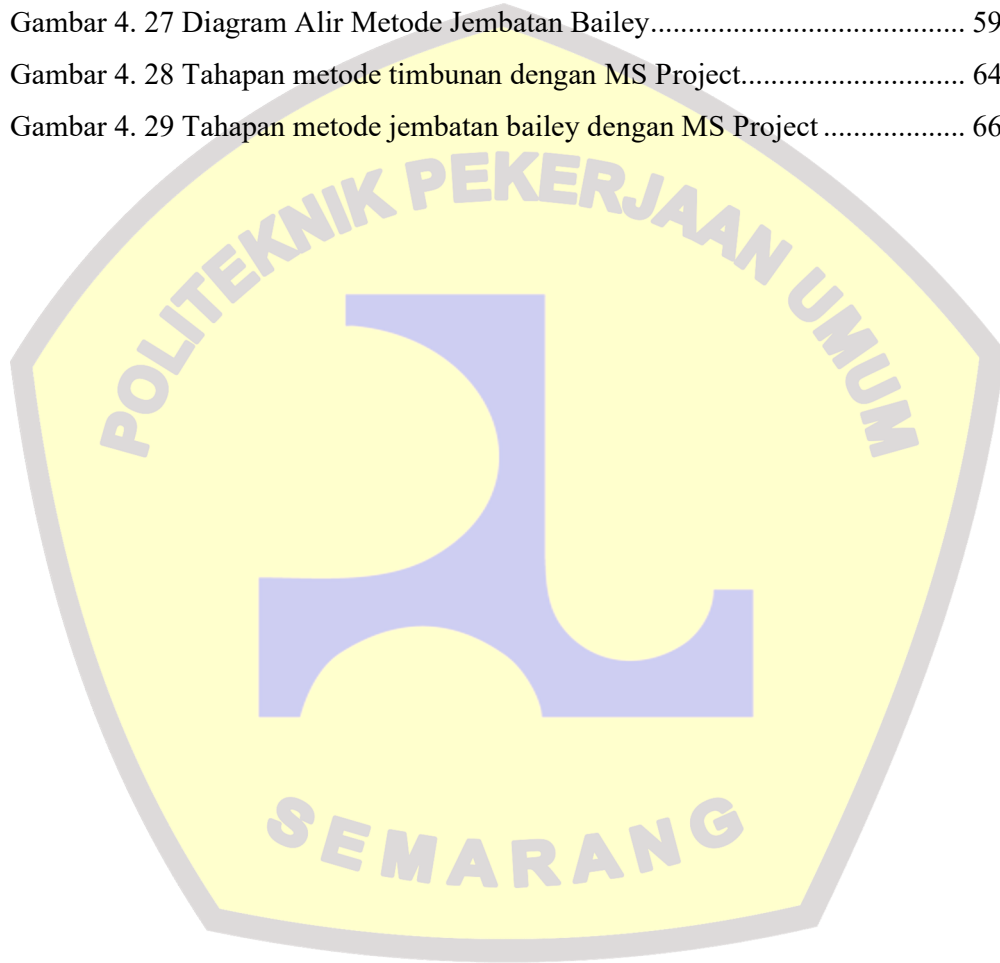 Gambar 4. 27 Diagram Alir Metode Jembatan Bailey....................................... 59
Gambar 4. 28 Tahapan metode timbunan dengan MS Project............................ 64
Gambar 4. 29 Tahapan metode jembatan bailey dengan MS Project .................. 66
POLITEKNIK PEKERJAAN UMUM
SEMARANG